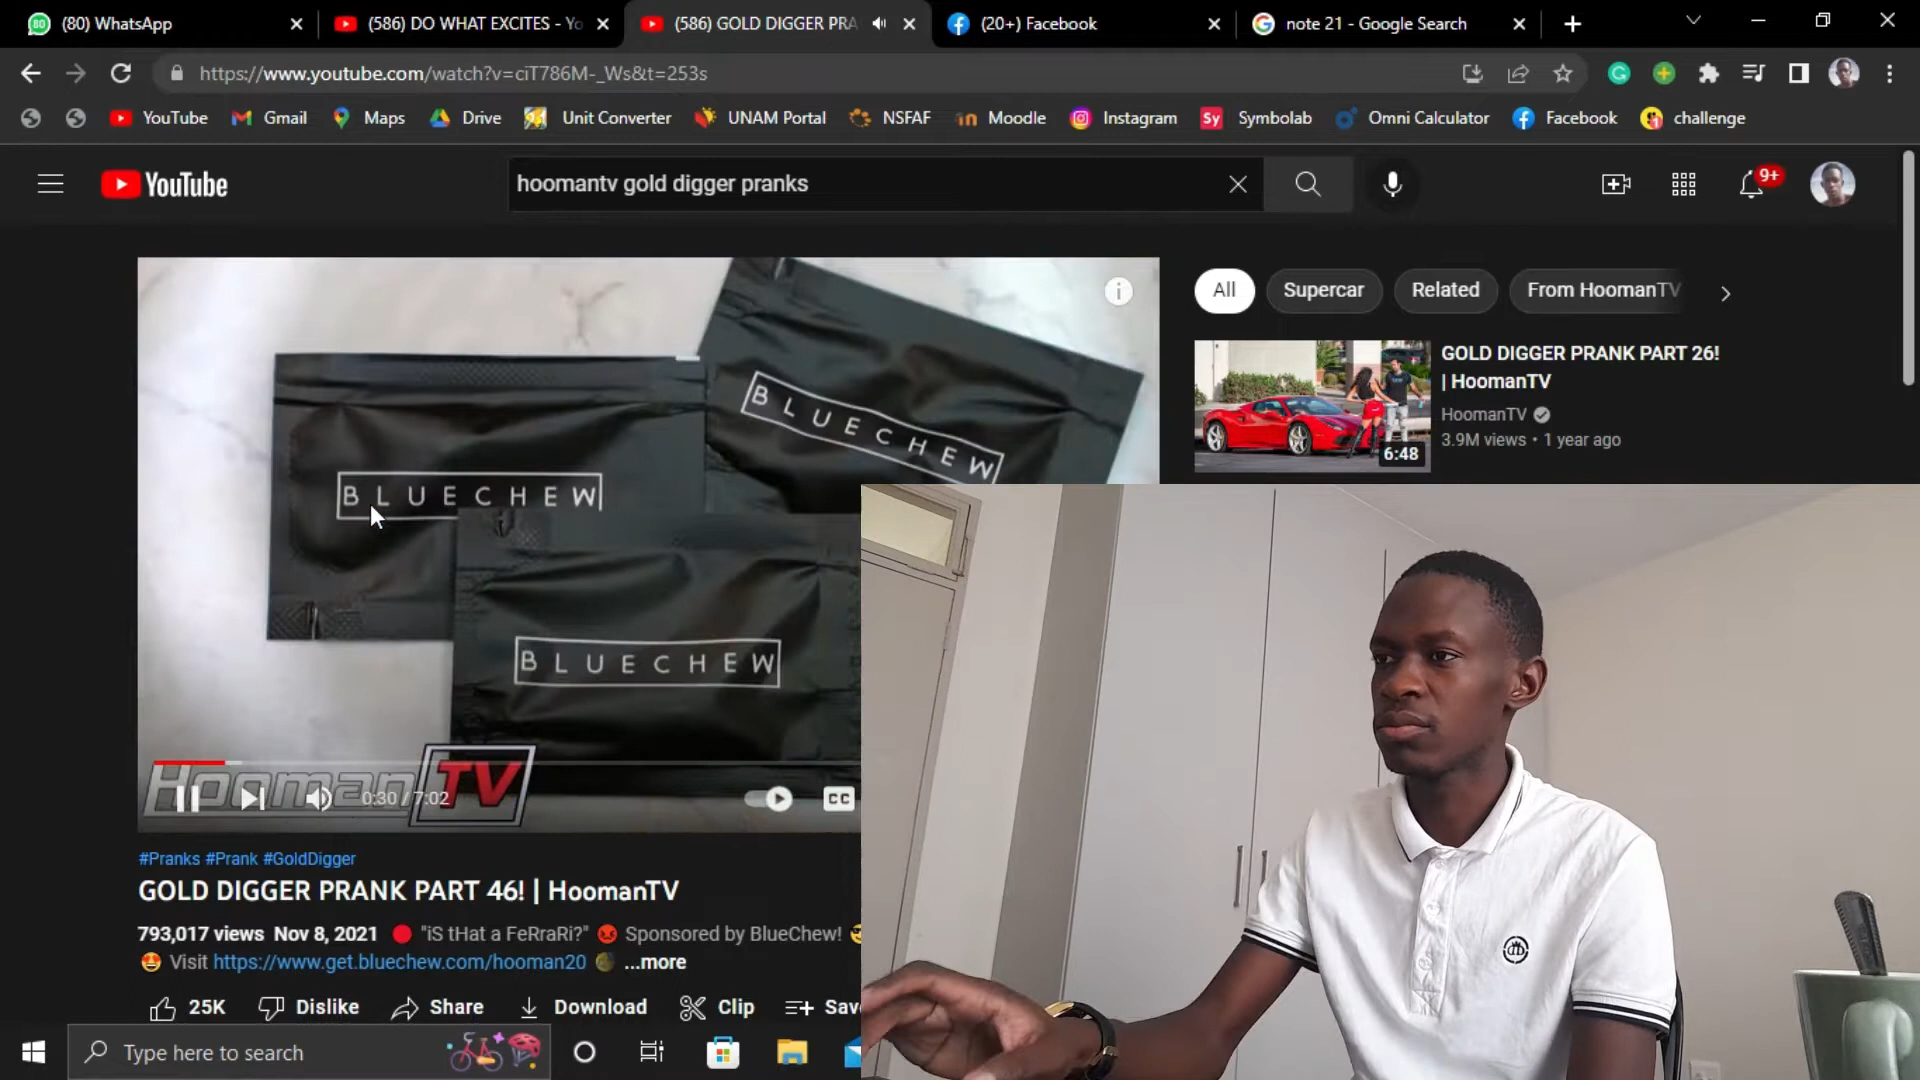 80
(80) WhatsApp
(586) DO WHAT EXCITES - Yo
(586) GOLD DIGGER PRA
(20+) Facebook
note 21 - Google Search
https://www.youtube.com/watch?v=ciT786M-_Ws&t=253s
YouTube
Gmail
Maps
Drive
Unit Converter
UNAM Portal
NSFAF
Moodle
Instagram
Sy Symbolab
Omni Calculator
Facebook
challenge
YouTube
hoomantv gold digger pranks
9+
All
Supercar
Related
From HoomanTV
BLUECHEW
BLUECHEW
BLUECHEW
GOLD DIGGER PRANK PART 26!
| HoomanTV
HoomanTV
3.9M views • 1 year ago
6:48
HoomanTV
0:30 / 7:02
CC
#Pranks #Prank #GoldDigger
GOLD DIGGER PRANK PART 46! | HoomanTV
793,017 views Nov 8, 2021 🔴 "iS tHat a FeRraRi?" 😡 Sponsored by BlueChew! 😎
🤩 Visit https://www.get.bluechew.com/hooman20 🌒 ...more
25K
Dislike
Share
Download
Clip
Save
Type here to search